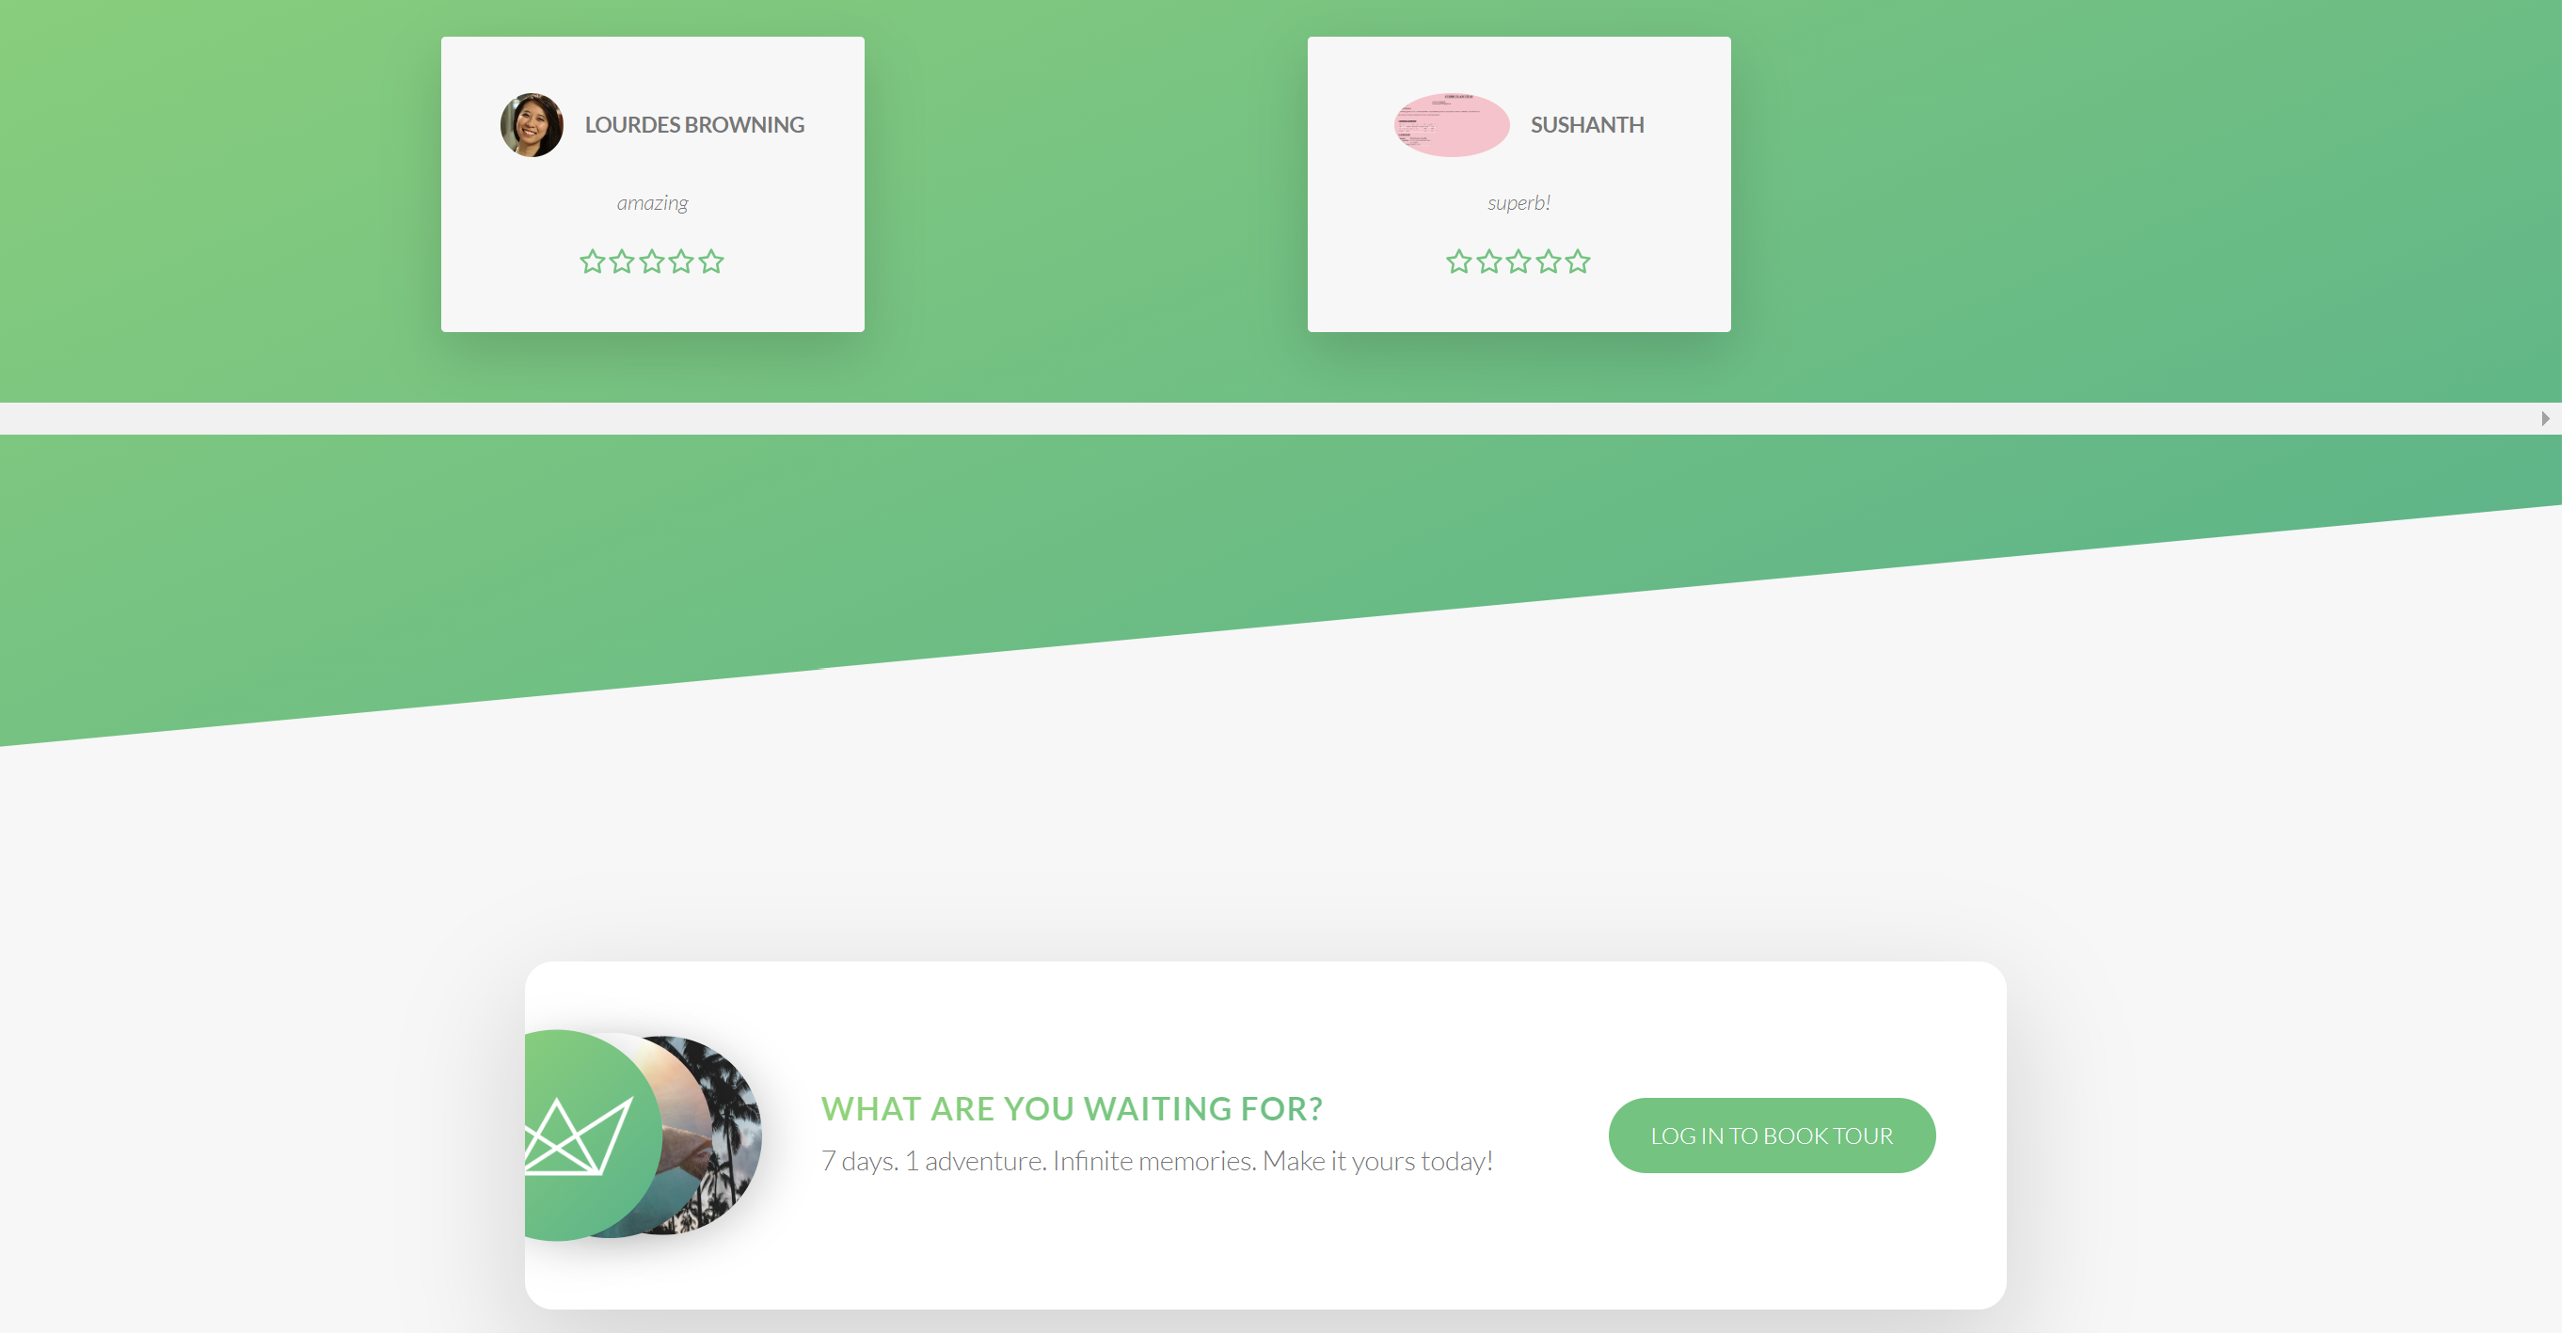 LOURDES BROWNING
amazing
SUSHANTH
superb!
WHAT ARE YOU WAITING FOR?
7 days. 1 adventure. Infinite memories. Make it yours today!
LOG IN TO BOOK TOUR